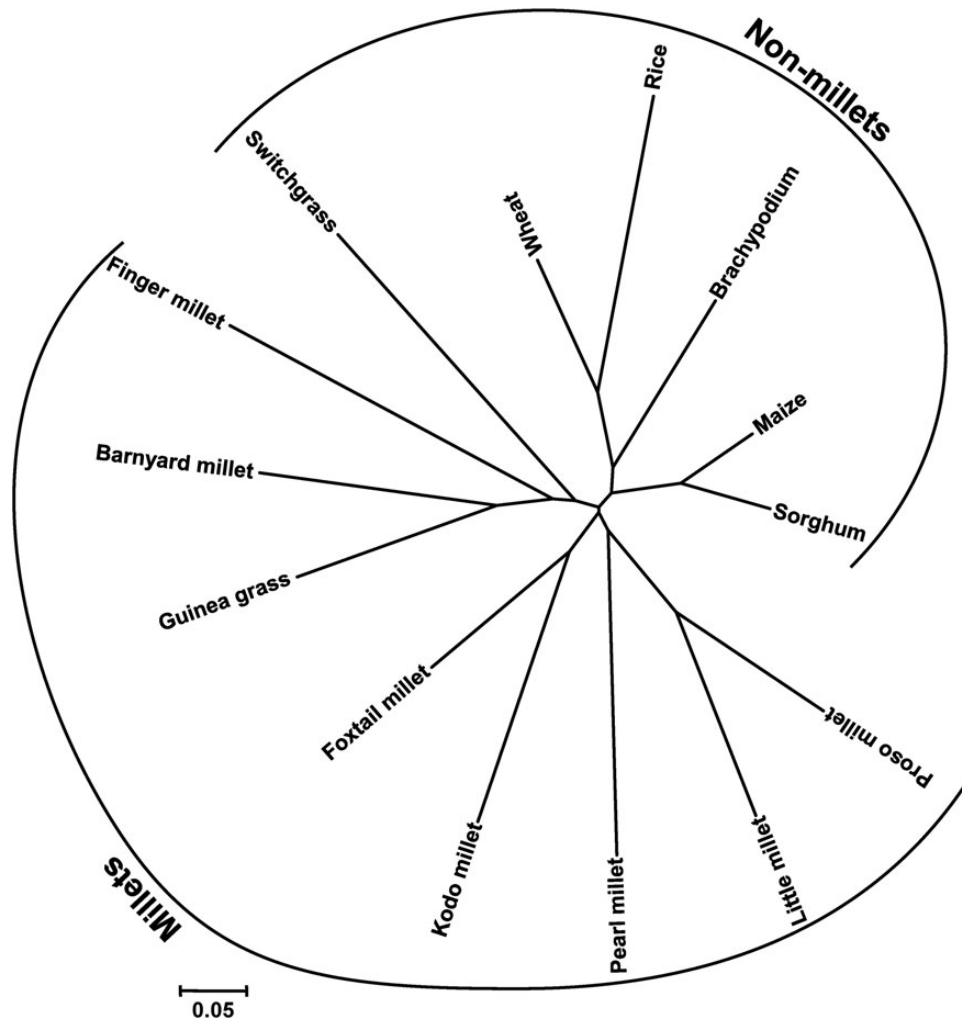 Non-millets
Rice
Switchgrass
Wheat
Brachypodium
Finger millet
Maize
Barnyard millet
Sorghum
Guinea grass
Foxtail millet
Proso millet
Kodo millet
Pearl millet
Little millet
Millets
0.05